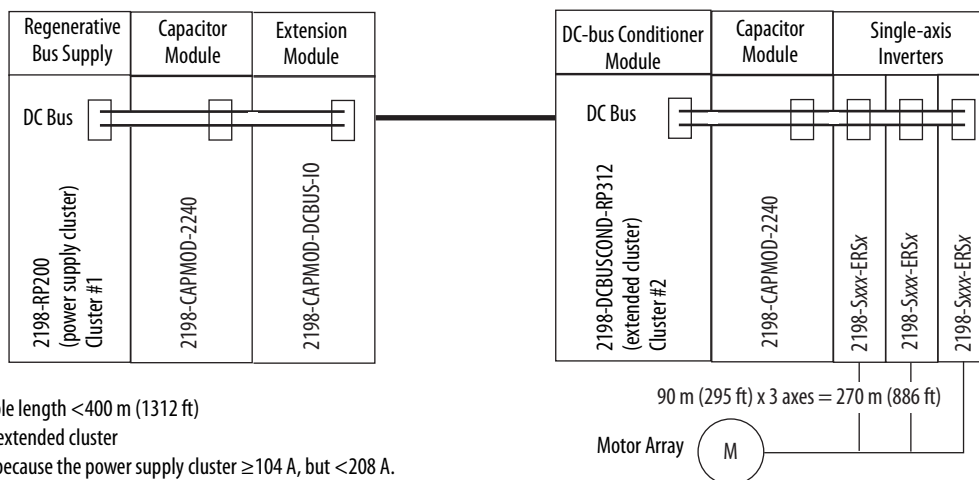 Regenerative
Bus Supply
Capacitor
Module
Extension
Module
DC Bus
2198-RP200
(power supply cluster)
Cluster #1
2198-CAPMOD-2240
2198-CAPMOD-DCBUS-IO
DC-bus Conditioner
Module
Capacitor
Module
Single-axis
Inverters
DC Bus
2198-DCBUSCOND-RP312
(extended cluster)
Cluster #2
2198-CAPMOD-2240
2198-Sxxx-ERSx
2198-Sxxx-ERSx
2198-Sxxx-ERSx
90 m (295 ft) x 3 axes = 270 m (886 ft)
Motor Array
M
length <400 m (1312 ft)
extended cluster
because the power supply cluster ≥104 A, but <208 A.